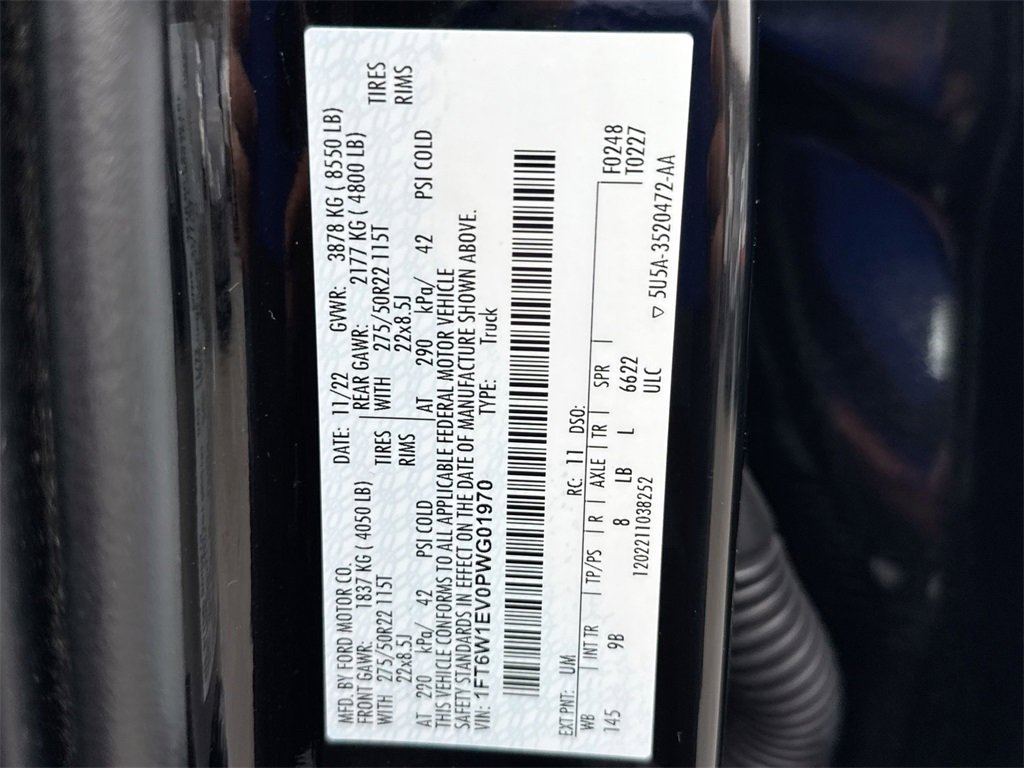 MFD. BY FORD MOTOR CO. DATE: 11/22 GVWR: 3878 KG ( 8550 LB)
FRONT GAWR: 1837 KG ( 4050 LB) REAR GAWR: 2177 KG ( 4800 LB)
WITH 275/50R22 115T TIRES WITH 275/50R22 115T TIRES
22x8.5J RIMS 22x8.5J RIMS
AT 290 kPa/ 42 PSI COLD AT 290 kPa/ 42 PSI COLD
THIS VEHICLE CONFORMS TO ALL APPLICABLE FEDERAL MOTOR VEHICLE
SAFETY STANDARDS IN EFFECT ON THE DATE OF MANUFACTURE SHOWN ABOVE.
VIN: 1FT6W1EV0PWG01970 TYPE: Truck
EXT PNT: UM RC: 11 DSO: F0248
WB INT TR TP/PS R AXLE TR SPR T0227
145 9B 8 LB L 6622
1202211038252 ULC ▽ 5U5A-3520472-AA